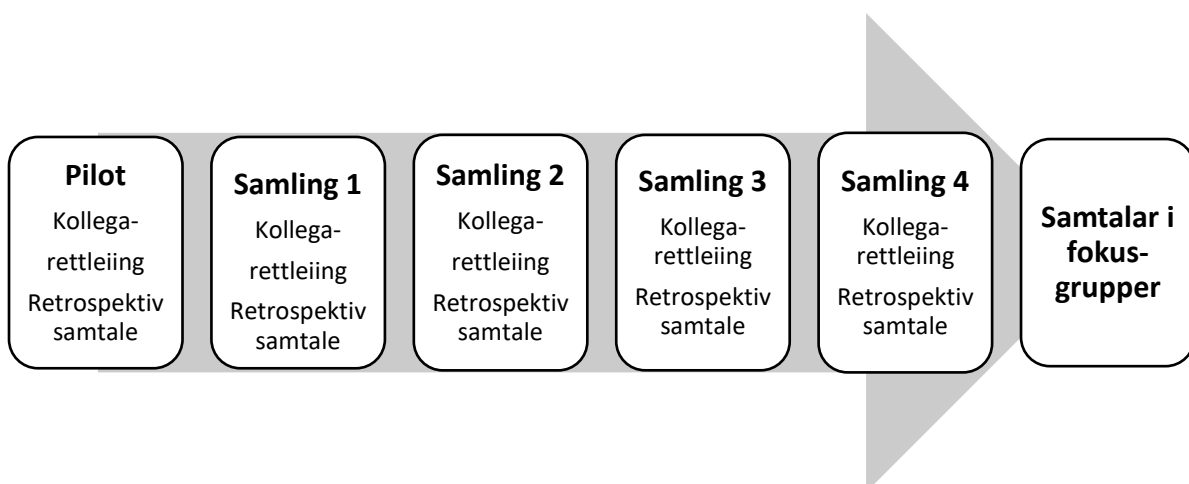 Pilot
Kollega-
rettleiing
Retrospektiv
samtale
Samling 1
Kollega-
rettleiing
Retrospektiv
samtale
Samling 2
Kollega-
rettleiing
Retrospektiv
samtale
Samling 3
Kollega-
rettleiing
Retrospektiv
samtale
Samling 4
Kollega-
rettleiing
Retrospektiv
samtale
Samtalar i
fokus-
grupper